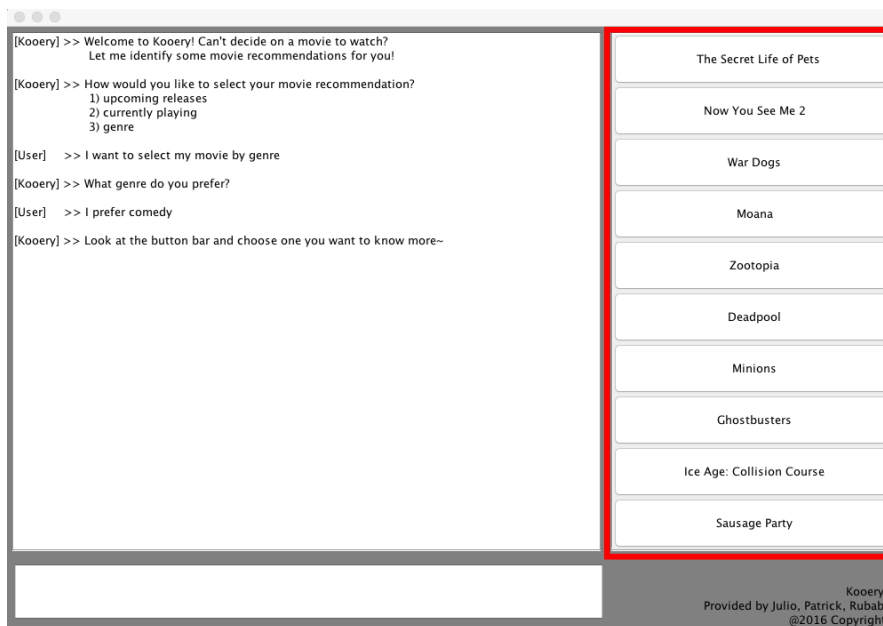 [Kooery] >> Welcome to Kooery! Can't decide on a movie to watch?
Let me identify some movie recommendations for you!
[Kooery] >> How would you like to select your movie recommendation?
1) upcoming releases
2) currently playing
3) genre
[User] >> I want to select my movie by genre
[Kooery] >> What genre do you prefer?
[User] >> I prefer comedy
[Kooery] >> Look at the button bar and choose one you want to know more~
The Secret Life of Pets
Now You See Me 2
War Dogs
Moana
Zootopia
Deadpool
Minions
Ghostbusters
Ice Age: Collision Course
Sausage Party
Kooery
Provided by Julio, Patrick, Rubab
@2016 Copyright